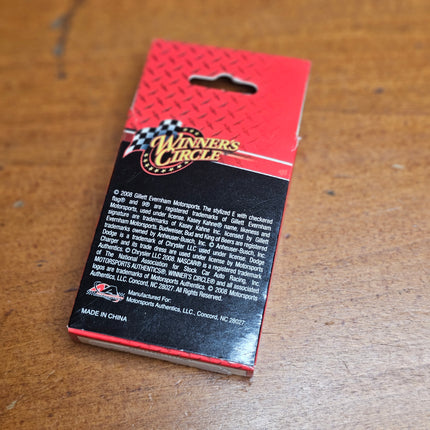 WINNER'S
CIRCLE
© 2008 Gillett Evernham Motorsports. The stylized E with checkered
flag® and 9® are registered trademarks of Gillett Evernham
Motorsports, used under license. Kasey Kahne® name, likeness and
signature are trademarks of Kasey Kahne Inc. licensed by Gillett
Evernham Motorsports. Budweiser, Bud and King of Beers are registered
trademarks owned by Anheuser-Busch, Inc. © Anheuser-Busch, Inc.
Dodge is a trademark of Chrysler LLC used under license. Dodge
Charger and its trade dress are used under license by Motorsports
Authentics. © Chrysler LLC 2008. NASCAR® is a registered trademark
of The National Association for Stock Car Auto Racing, Inc.
MOTORSPORTS AUTHENTICS®, WINNER'S CIRCLE® and all associated
logos are trademarks of Motorsports Authentics. © 2008 Motorsports
Authentics, LLC. Concord, NC 28027. All Rights Reserved.
Manufactured For:
Motorsports Authentics, LLC., Concord, NC 28027
MADE IN CHINA